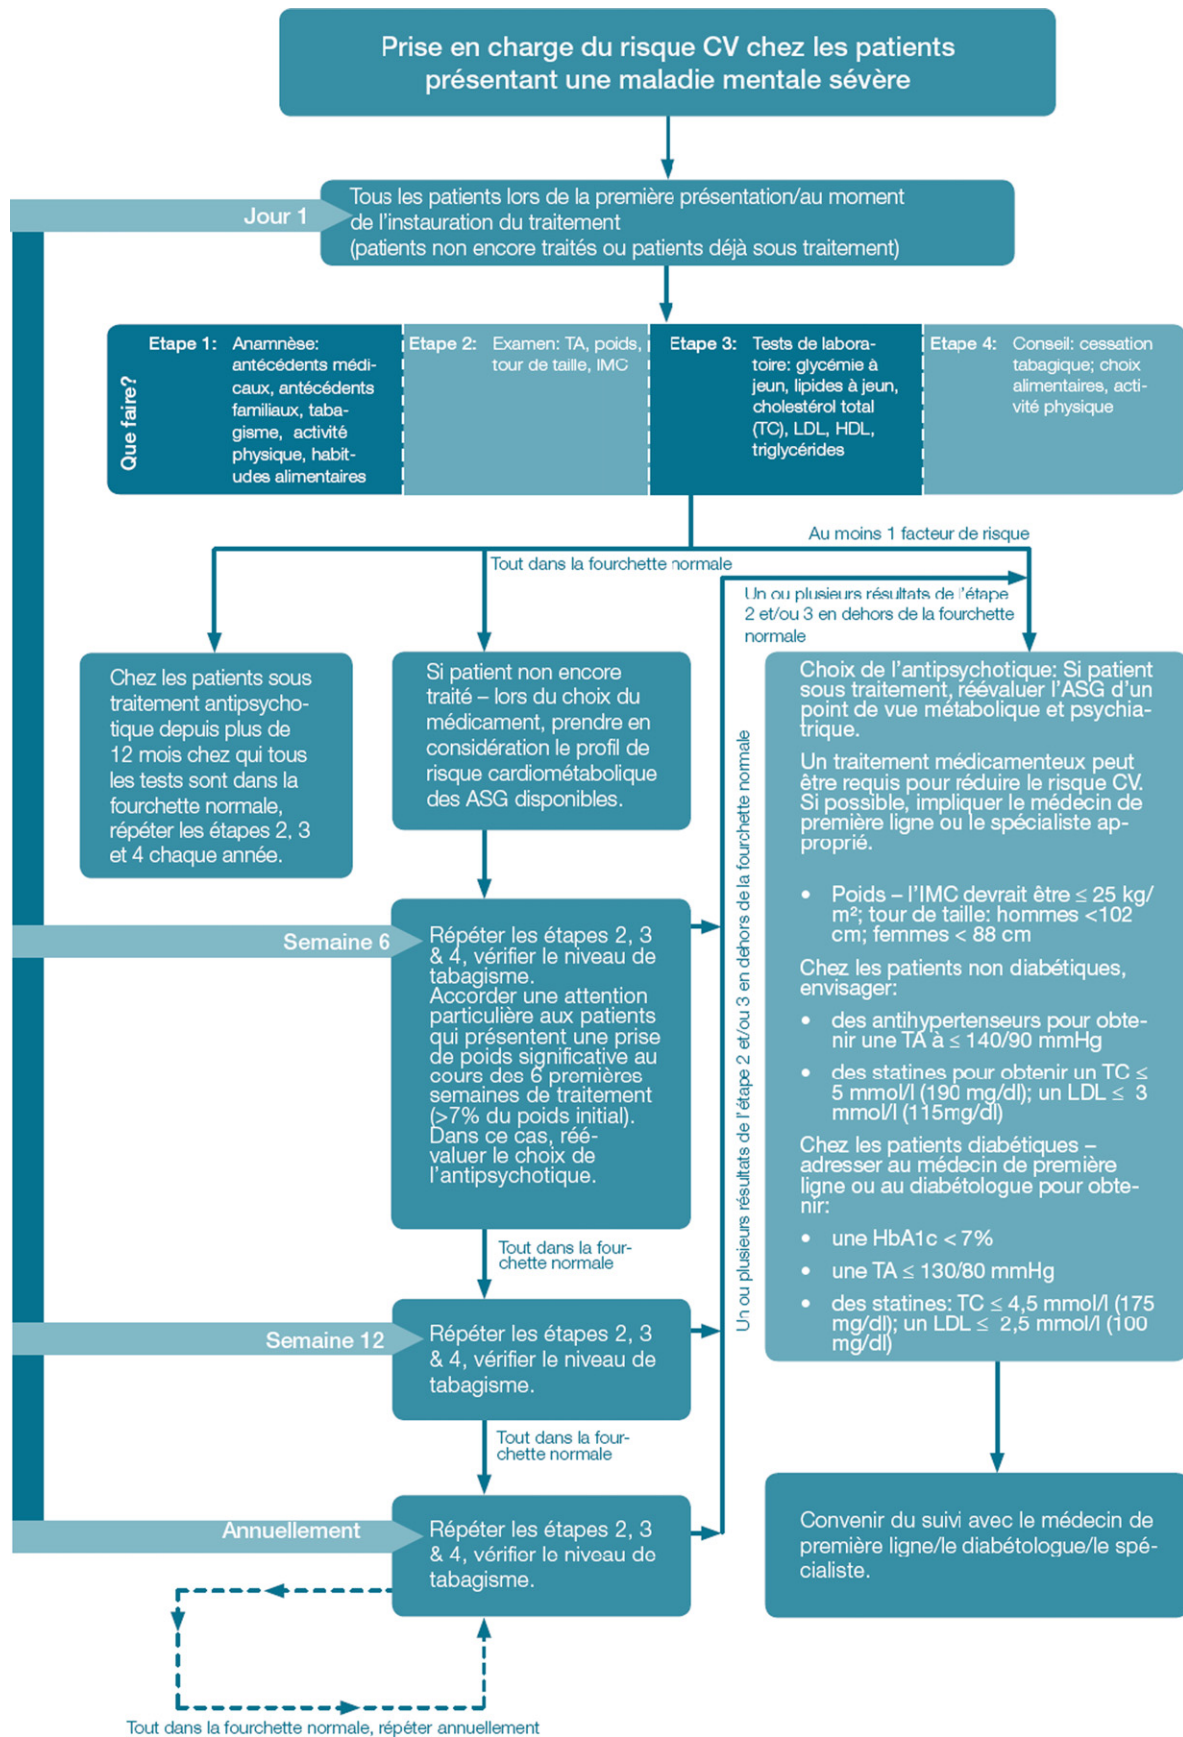 Prise en charge du risque CV chez les patients
présentant une maladie mentale sévère
Jour 1
Tous les patients lors de la première présentation/au moment
de l'instauration du traitement
(patients non encore traités ou patients déjà sous traitement)
Que faire?
Etape 1: Anamnèse:
antécédents médi-
caux, antécédents
familiaux, taba-
gisme, activité
physique, habit-
udes alimentaires
Etape 2: Examen: TA, poids,
tour de taille, IMC
Etape 3: Tests de labora-
toire: glycémie à
jeun, lipides à jeun,
cholestérol total
(TC), LDL, HDL,
triglycérides
Etape 4: Conseil: cessation
tabagique; choix
alimentaires, acti-
vité physique
Au moins 1 facteur de risque
Tout dans la fourchette normale
Un ou plusieurs résultats de l'étape
2 et/ou 3 en dehors de la fourchette
normale
Chez les patients sous
traitement antipsycho-
tique depuis plus de
12 mois chez qui tous
les tests sont dans la
fourchette normale,
répéter les étapes 2, 3
et 4 chaque année.
Si patient non encore
traité – lors du choix du
médicament, prendre en
considération le profil de
risque cardiométabolique
des ASG disponibles.
Un ou plusieurs résultats de l'étape 2 et/ou 3 en dehors de la fourchette normale
Choix de l'antipsychotique: Si patient
sous traitement, réévaluer l'ASG d'un
point de vue métabolique et psychia-
trique.
Un traitement médicamenteux peut
être requis pour réduire le risque CV.
Si possible, impliquer le médecin de
première ligne ou le spécialiste ap-
proprié.
• Poids – l'IMC devrait être ≤ 25 kg/
m²; tour de taille: hommes <102
cm; femmes < 88 cm
Chez les patients non diabétiques,
envisager:
• des antihypertenseurs pour obte-
nir une TA à ≤ 140/90 mmHg
• des statines pour obtenir un TC ≤
5 mmol/l (190 mg/dl); un LDL ≤ 3
mmol/l (115mg/dl)
Chez les patients diabétiques –
adresser au médecin de première
ligne ou au diabétologue pour obte-
nir:
• une HbA1c < 7%
• une TA ≤ 130/80 mmHg
• des statines: TC ≤ 4,5 mmol/l (175
mg/dl); un LDL ≤ 2,5 mmol/l (100
mg/dl)
Semaine 6
Répéter les étapes 2, 3
& 4, vérifier le niveau de
tabagisme.
Accorder une attention
particulière aux patients
qui présentent une prise
de poids significative au
cours des 6 premières
semaines de traitement
(>7% du poids initial).
Dans ce cas, réé-
valuer le choix de
l'antipsychotique.
Tout dans la four-
chette normale
Semaine 12
Répéter les étapes 2, 3
& 4, vérifier le niveau de
tabagisme.
Tout dans la four-
chette normale
Annuellement
Répéter les étapes 2, 3
& 4, vérifier le niveau de
tabagisme.
Convenir du suivi avec le médecin de
première ligne/le diabétologue/le spé-
cialiste.
Tout dans la fourchette normale, répéter annuellement